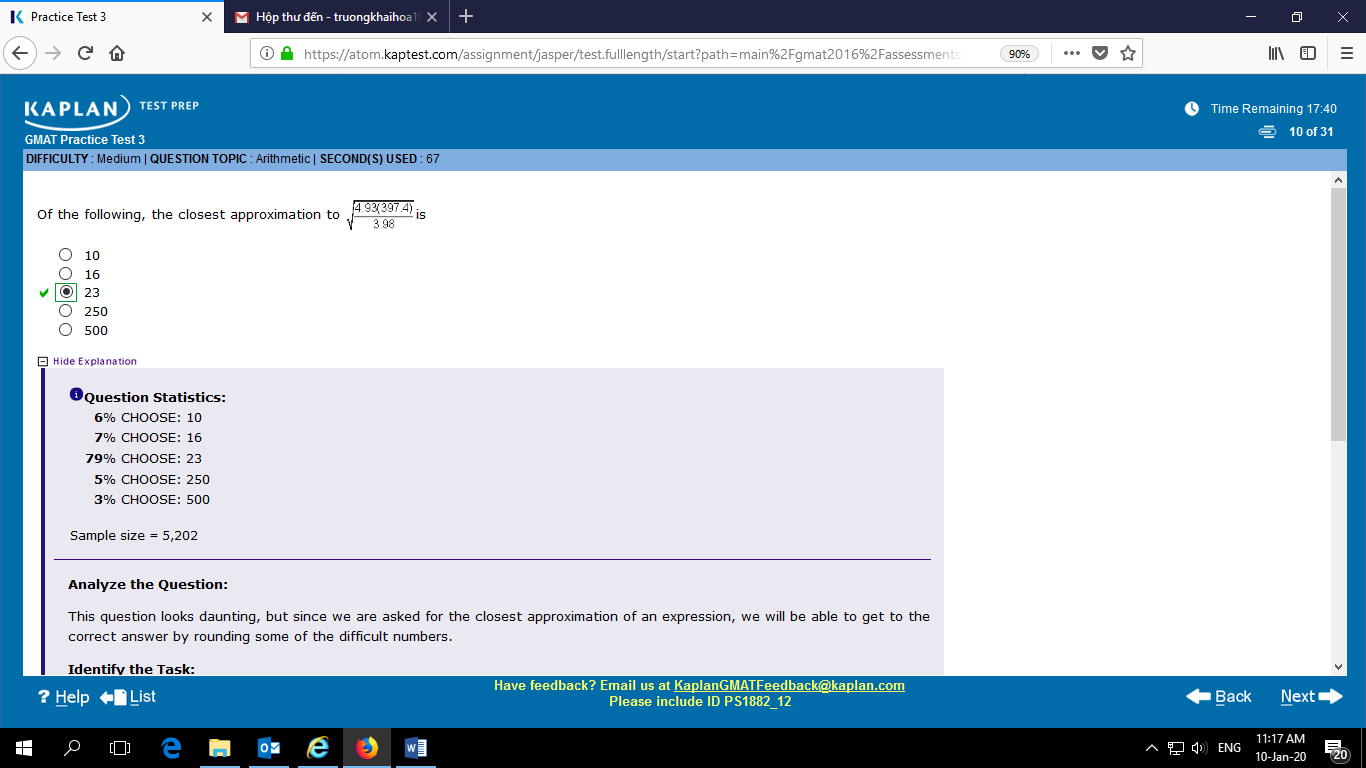 Practice Test 3
Hộp thư đến - truongkhaihoa1
https://atom.kaptest.com/assignment/jasper/test.fulllength/start?path=main%2Fgmat2016%2Fassessments
90%
KAPLAN TEST PREP
Time Remaining 17:40
GMAT Practice Test 3
10 of 31
DIFFICULTY : Medium | QUESTION TOPIC : Arithmetic | SECOND(S) USED : 67
Of the following, the closest approximation to √(4.93(397.4)/3.98) is
10
16
23
250
500
Hide Explanation
Question Statistics:
6% CHOOSE: 10
7% CHOOSE: 16
79% CHOOSE: 23
5% CHOOSE: 250
3% CHOOSE: 500
Sample size = 5,202
Analyze the Question:
This question looks daunting, but since we are asked for the closest approximation of an expression, we will be able to get to the
correct answer by rounding some of the difficult numbers.
Identify the Task:
? Help List
Have feedback? Email us at KaplanGMATFeedback@kaplan.com
Please include ID PS1882_12
Back Next
ENG
11:17 AM
10-Jan-20
20